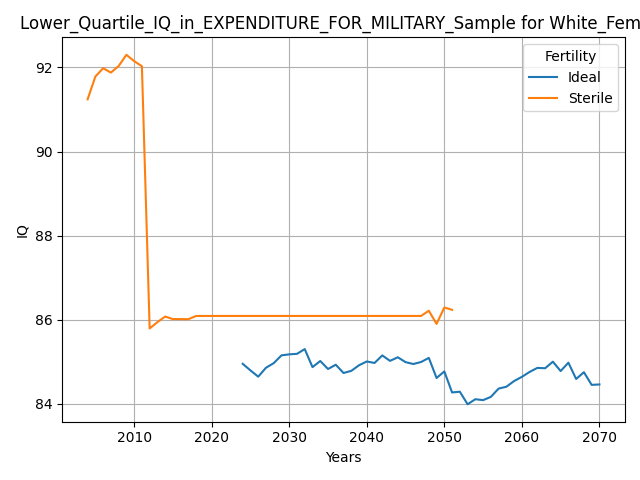 Lower_Quartile_IQ_in_EXPENDITURE_FOR_MILITARY_Sample for White_Fem
Fertility
Ideal
Sterile
IQ
92
90
88
86
84
2010 2020 2030 2040 2050 2060 2070
Years